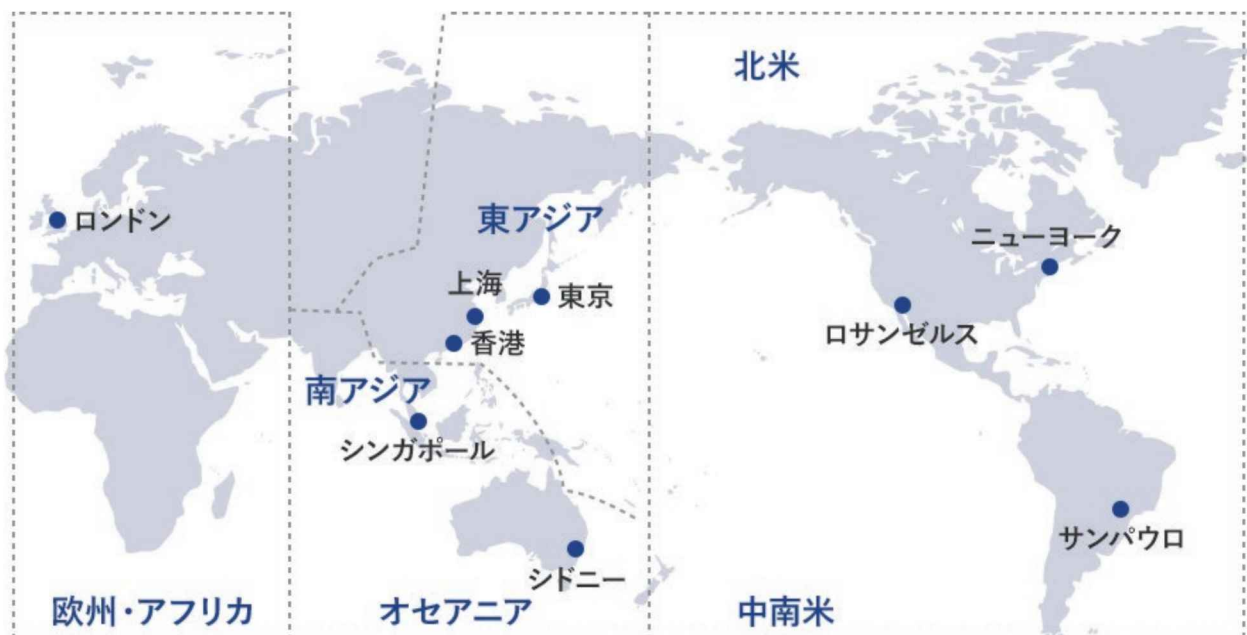 北米
東アジア
ロンドン
ニューヨーク
上海
東京
ロサンゼルス
香港
南アジア
シンガポール
サンパウロ
シドニー
欧州・アフリカ
オセアニア
中南米